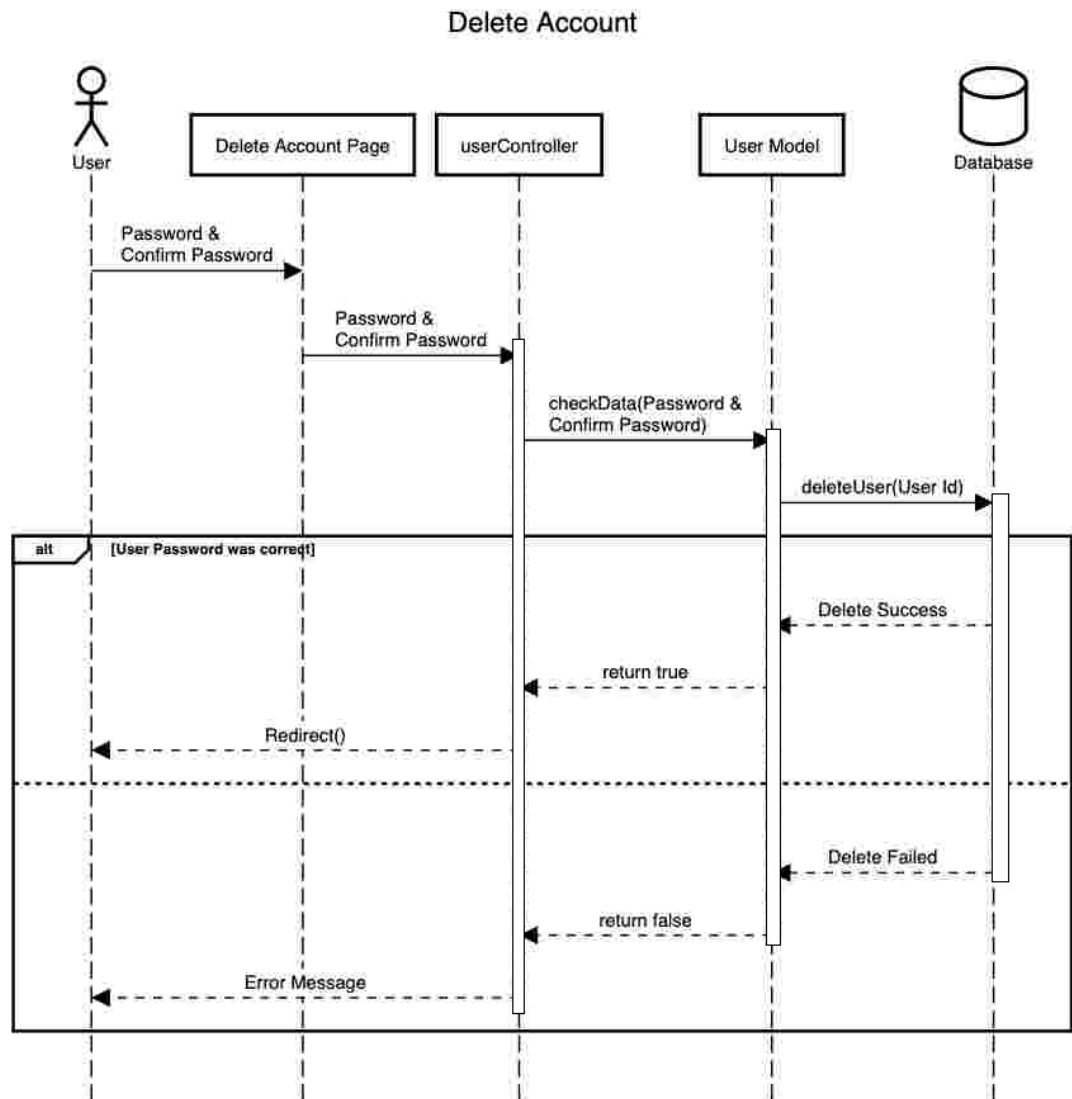 Delete Account
User
Delete Account Page
userController
User Model
Database
Password &
Confirm Password
Password &
Confirm Password
checkData(Password &
Confirm Password)
deleteUser(User Id)
alt
[User Password was correct]
Delete Success
return true
Redirect()
Delete Failed
return false
Error Message